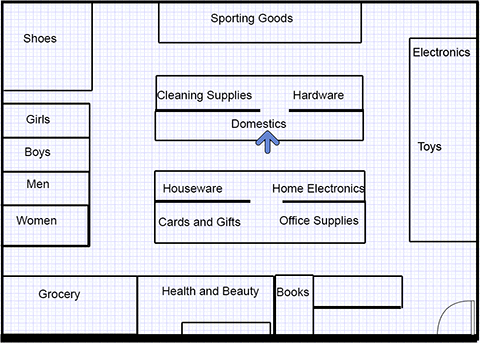 Sporting Goods
Shoes
Electronics
Cleaning Supplies
Hardware
Girls
Domestics
Boys
Toys
Men
Houseware
Home Electronics
Women
Cards and Gifts
Office Supplies
Grocery
Health and Beauty
Books